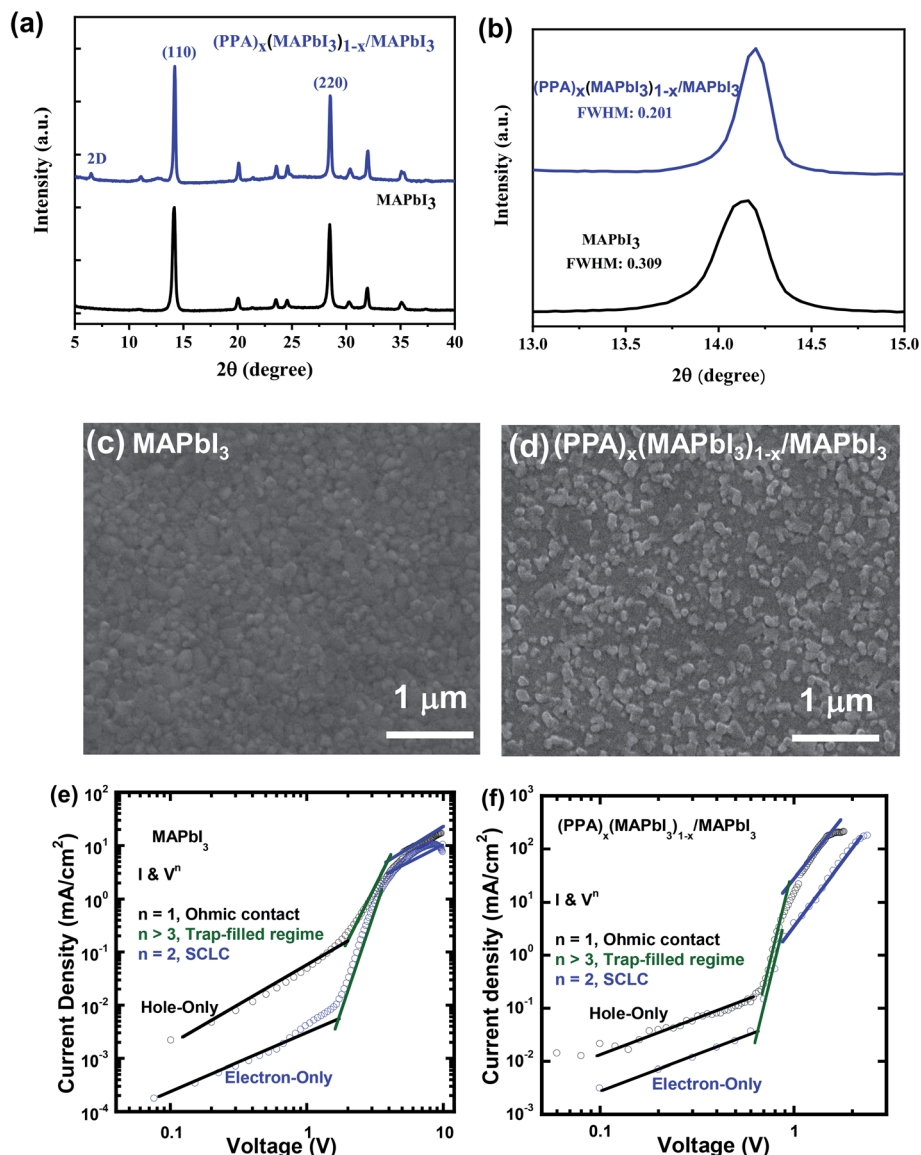 (a)
(PPA)x(MAPbI3)1-x/MAPbI3
(110)
(220)
2D
MAPbI3
Intensity (a.u.)
5 10 15 20 25 30 35 40
2θ (degree)
(b)
(PPA)x(MAPbI3)1-x/MAPbI3
FWHM: 0.201
MAPbI3
FWHM: 0.309
Intensity (a.u.)
13.0 13.5 14.0 14.5 15.0
2θ (degree)
(c) MAPbI3
1 μm
(d) (PPA)x(MAPbI3)1-x/MAPbI3
1 μm
(e)
MAPbI3
I & Vⁿ
n = 1, Ohmic contact
n > 3, Trap-filled regime
n = 2, SCLC
Hole-Only
Electron-Only
Current Density (mA/cm²)
10²
10¹
10⁰
10⁻¹
10⁻²
10⁻³
10⁻⁴
0.1 1 10
Voltage (V)
(f)
(PPA)x(MAPbI3)1-x/MAPbI3
I & Vⁿ
n = 1, Ohmic contact
n > 3, Trap-filled regime
n = 2, SCLC
Hole-Only
Electron-Only
Current density (mA/cm²)
10³
10²
10¹
10⁰
10⁻¹
10⁻²
10⁻³
0.1 1
Voltage (V)